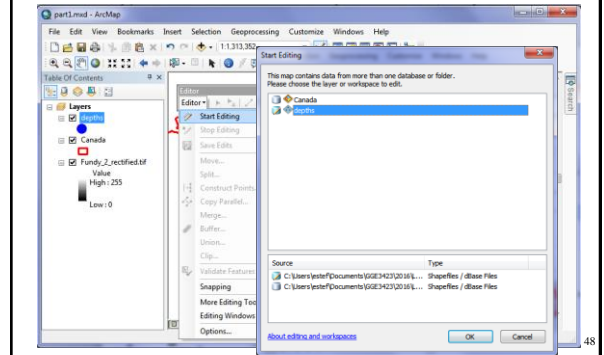 part1.mxd - ArcMap
File Edit View Bookmarks Insert Selection Geoprocessing Customize Windows Help
1:1,313,352
Table Of Contents
Layers
depths
Canada
Fundy_2_rectified.tif
Value
High : 255
Low : 0
Editor
Editor
Start Editing
Stop Editing
Save Edits
Move...
Split...
Construct Points...
Copy Parallel...
Merge...
Buffer...
Union...
Clip...
Validate Features
Snapping
More Editing Too
Editing Windows
Options...
Start Editing
This map contains data from more than one database or folder.
Please choose the layer or workspace to edit.
Canada
depths
Source Type
C:\Users\estef\Documents\GGE3423\2016\L... Shapefiles / dBase Files
C:\Users\estef\Documents\GGE3423\2016\L... Shapefiles / dBase Files
About editing and workspaces
OK Cancel
Search
48